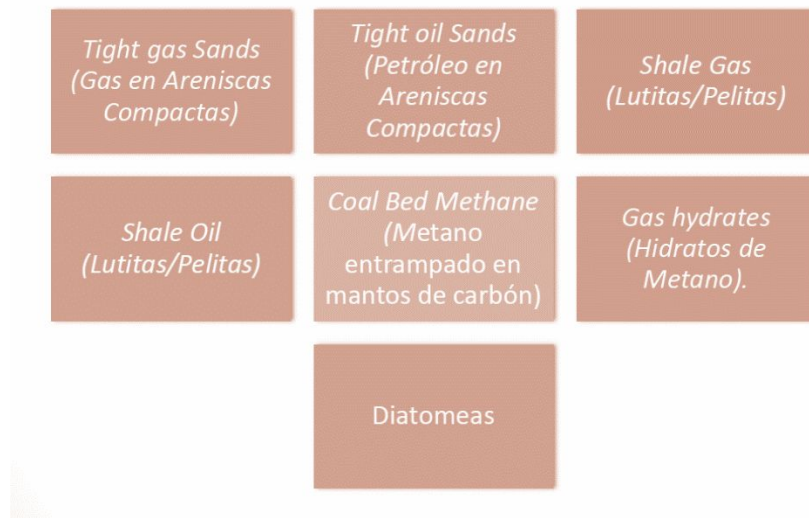 Tight gas Sands
(Gas en Areniscas
Compactas)
Tight oil Sands
(Petróleo en
Areniscas
Compactas)
Shale Gas
(Lutitas/Pelitas)
Shale Oil
(Lutitas/Pelitas)
Coal Bed Methane
(Metano
entrampado en
mantos de carbón)
Gas hydrates
(Hidratos de
Metano).
Diatomeas